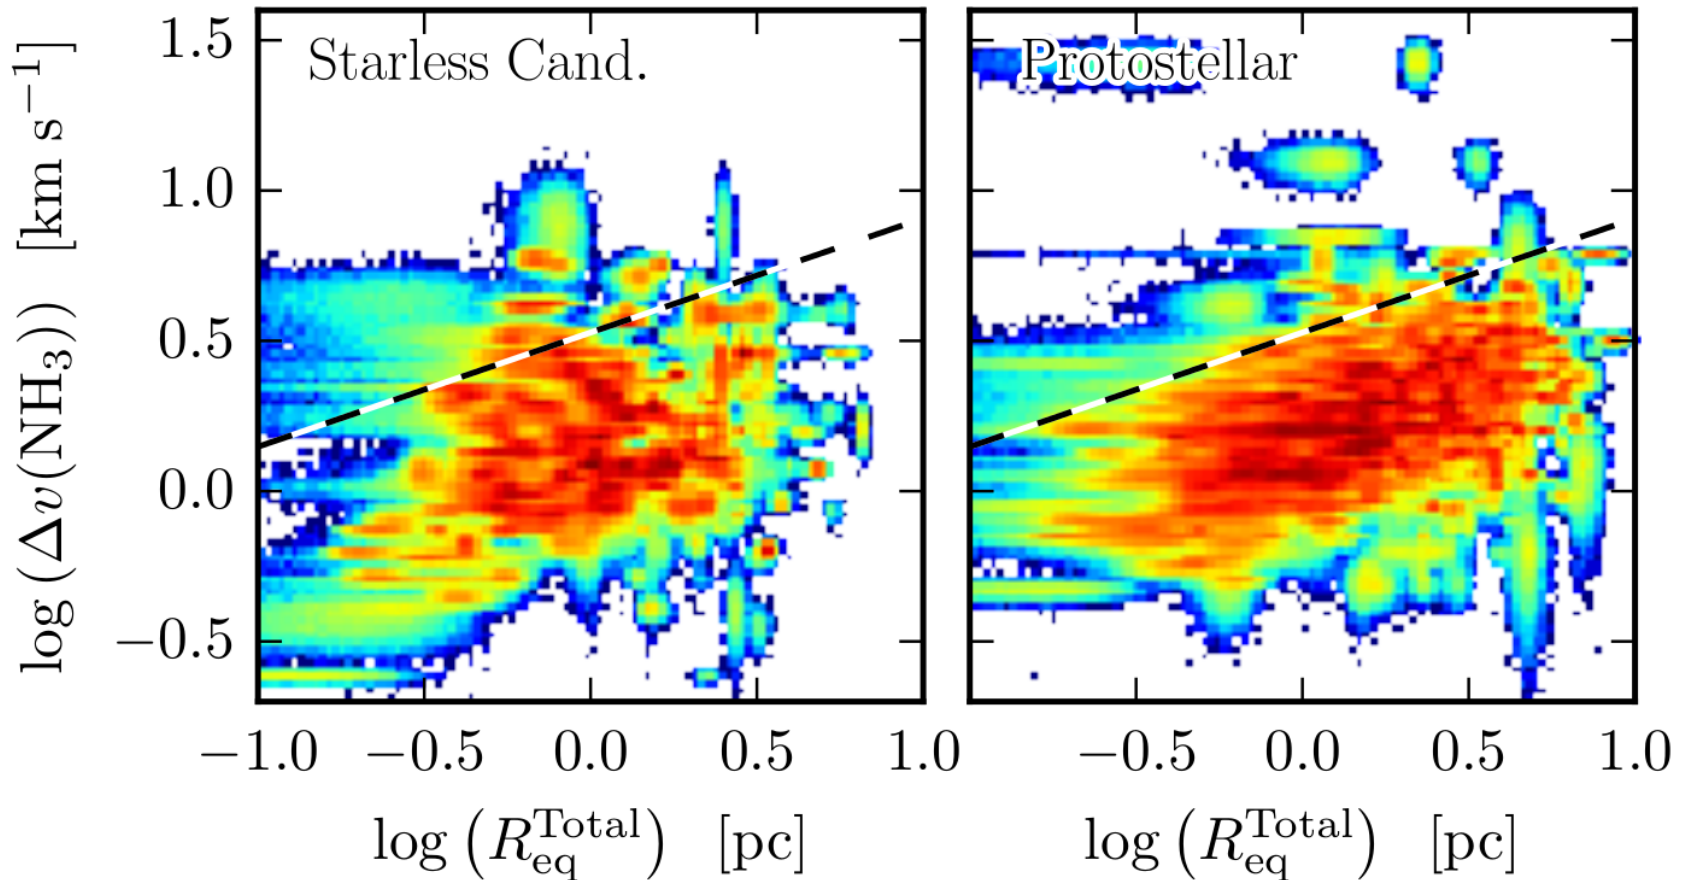 Starless Cand.
Protostellar
log (Δv(NH₃)) [km s⁻¹]
1.5
1.0
0.5
0.0
−0.5
−1.0 −0.5 0.0 0.5 1.0
−0.5 0.0 0.5 1.0
log (R_eq^Total) [pc]
log (R_eq^Total) [pc]